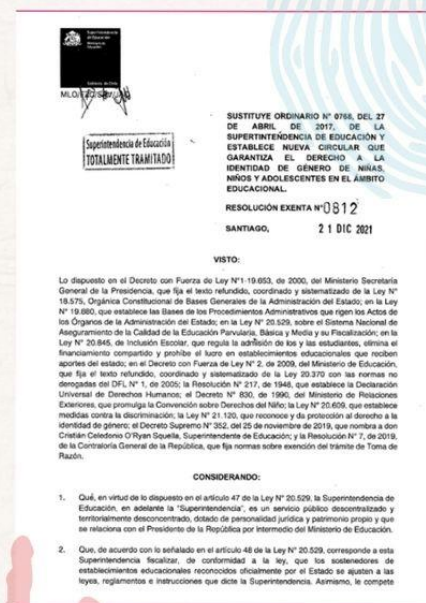 Superintendencia
de Educación
Ministerio de
Educación
Gobierno de Chile
Superintendencia de Educación
TOTALMENTE TRAMITADO
SUSTITUYE ORDINARIO N° 0768, DEL 27
DE ABRIL DE 2017, DE LA
SUPERINTENDENCIA DE EDUCACIÓN Y
ESTABLECE NUEVA CIRCULAR QUE
GARANTIZA EL DERECHO A LA
IDENTIDAD DE GÉNERO DE NIÑAS,
NIÑOS Y ADOLESCENTES EN EL ÁMBITO
EDUCACIONAL.
RESOLUCIÓN EXENTA N° 0812
SANTIAGO, 21 DIC 2021
VISTO:
Lo dispuesto en el Decreto con Fuerza de Ley N°1-19.653, de 2000, del Ministerio Secretaría
General de la Presidencia, que fija el texto refundido, coordinado y sistematizado de la Ley N°
18.575, Orgánica Constitucional de Bases Generales de la Administración del Estado; en la Ley
N° 19.880, que establece las Bases de los Procedimientos Administrativos que rigen los Actos de
los Órganos de la Administración del Estado; en la Ley N° 20.529, sobre el Sistema Nacional de
Aseguramiento de la Calidad de la Educación Parvularia, Básica y Media y su Fiscalización; en la
Ley N° 20.845, de Inclusión Escolar, que regula la admisión de los y las estudiantes, elimina el
financiamiento compartido y prohíbe el lucro en establecimientos educacionales que reciben
aportes del estado; en el Decreto con Fuerza de Ley N° 2, de 2009, del Ministerio de Educación,
que fija el texto refundido, coordinado y sistematizado de la Ley 20.370 con las normas no
derogadas del DFL N° 1, de 2005; la Resolución N° 217, de 1948, que establece la Declaración
Universal de Derechos Humanos; el Decreto N° 830, de 1990, del Ministerio de Relaciones
Exteriores, que promulga la Convención sobre Derechos del Niño; la Ley N° 20.609, que establece
medidas contra la discriminación; la Ley N° 21.120, que reconoce y da protección al derecho a la
identidad de género; el Decreto Supremo N° 352, del 25 de noviembre de 2019, que nombra a don
Cristián Celedonio O'Ryan Squella, Superintendente de Educación; y la Resolución N° 7, de 2019,
de la Contraloría General de la República, que fija normas sobre exención del trámite de Toma de
Razón.
CONSIDERANDO:
1. Qué, en virtud de lo dispuesto en el artículo 47 de la Ley N° 20.529, la Superintendencia de
Educación, en adelante la "Superintendencia", es un servicio público descentralizado y
territorialmente desconcentrado, dotado de personalidad jurídica y patrimonio propio y que
se relaciona con el Presidente de la República por intermedio del Ministerio de Educación.
2. Que, de acuerdo con lo señalado en el artículo 48 de la Ley N° 20.529, corresponde a esta
Superintendencia fiscalizar, de conformidad a la ley, que los sostenedores de
establecimientos educacionales reconocidos oficialmente por el Estado se ajusten a las
leyes, reglamentos e instrucciones que dicte la Superintendencia. Asimismo, le compete